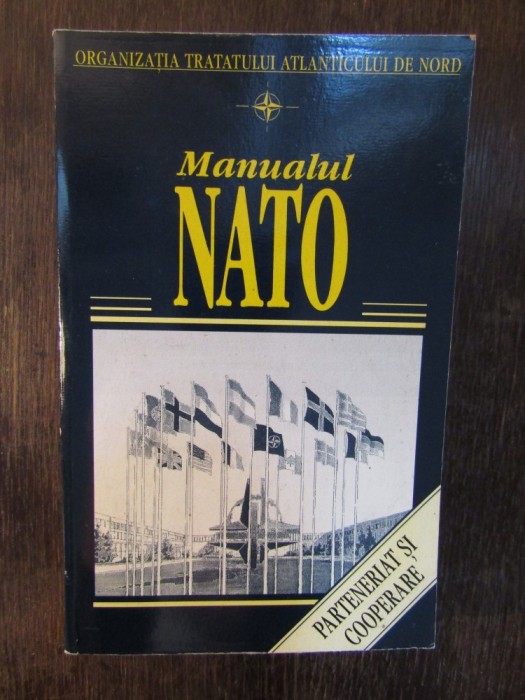 ORGANIZAȚIA TRATATULUI ATLANTICULUI DE NORD
Manualul
NATO
PARTENERIAT ȘI
COOPERARE